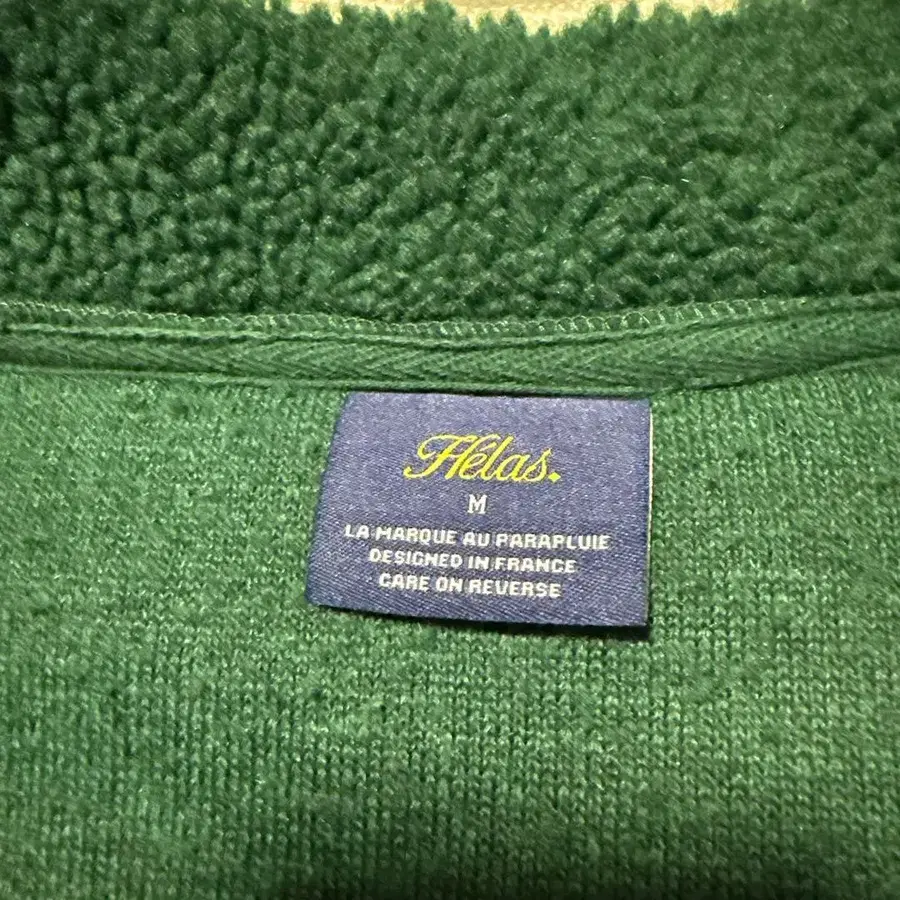 Hélas.
M
LA MARQUE AU PARAPLUIE
DESIGNED IN FRANCE
CARE ON REVERSE